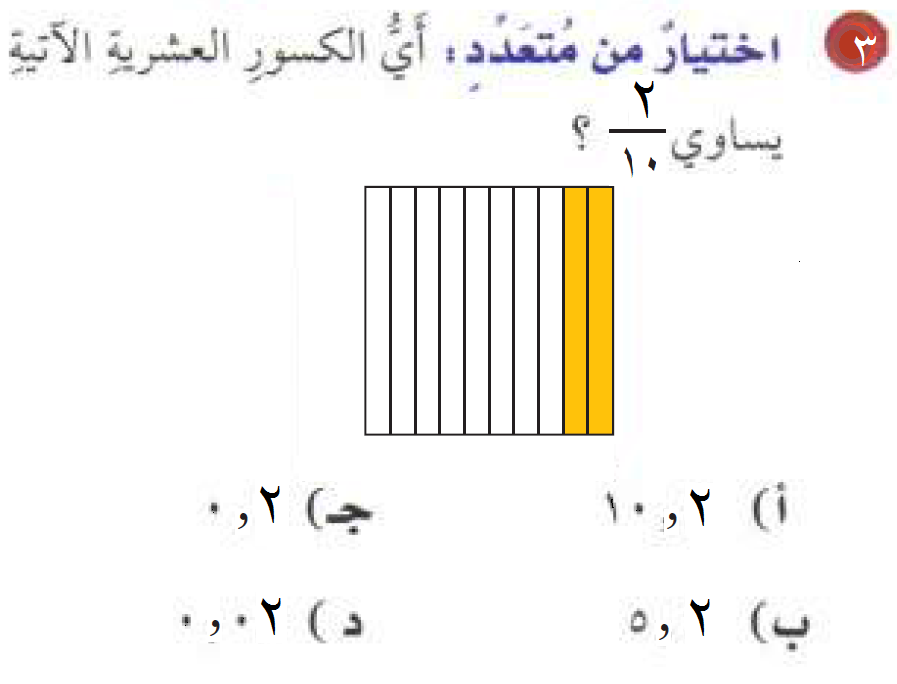 ٣ اختيارٌ من مُتعَدِّدٍ: أَيُّ الكسورِ العشريةِ الآتيةِ
يساوي ٢/١٠ ؟
أ) ١٠,٢ جـ) ٠,٢
ب) ٥,٢ د) ٠,٠٢